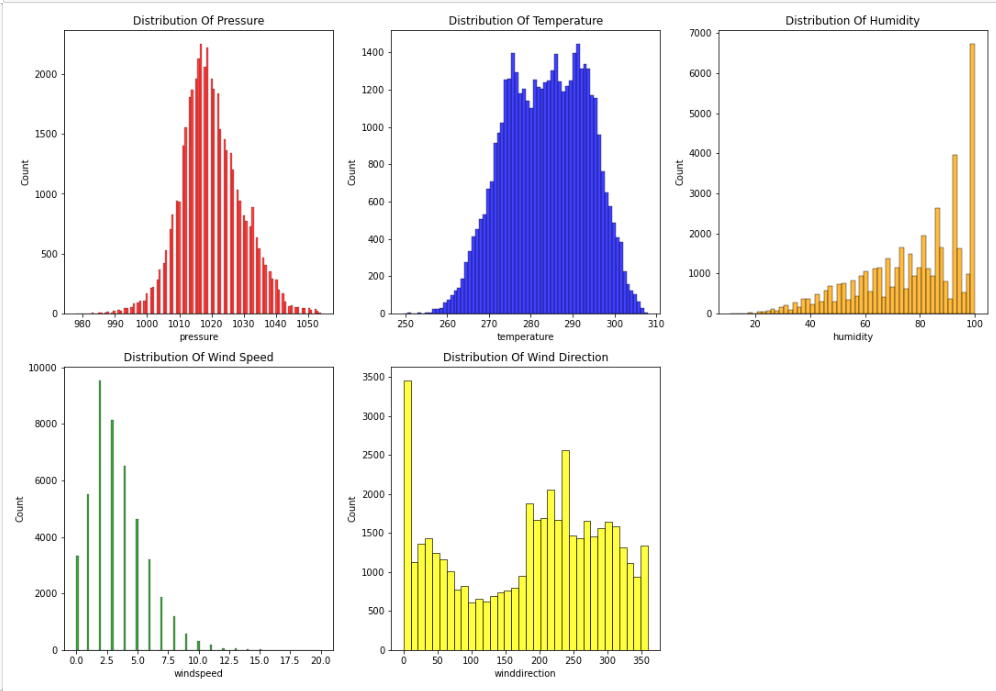 Distribution Of Pressure
Count
2000
1500
1000
500
0
980 990 1000 1010 1020 1030 1040 1050
pressure
Distribution Of Temperature
Count
1400
1200
1000
800
600
400
200
0
250 260 270 280 290 300 310
temperature
Distribution Of Humidity
Count
7000
6000
5000
4000
3000
2000
1000
0
20 40 60 80 100
humidity
Distribution Of Wind Speed
Count
10000
8000
6000
4000
2000
0
0.0 2.5 5.0 7.5 10.0 12.5 15.0 17.5 20.0
windspeed
Distribution Of Wind Direction
Count
3500
3000
2500
2000
1500
1000
500
0
0 50 100 150 200 250 300 350
winddirection